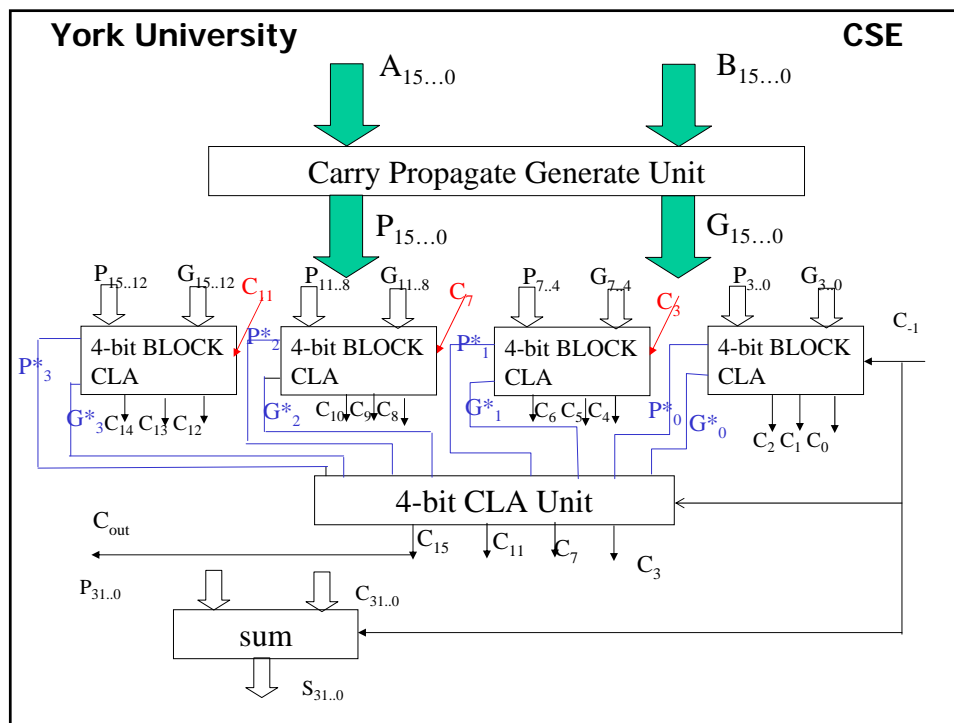 York University CSE
A15...0 B15...0
Carry Propagate Generate Unit
P15...0 G15...0
P15..12 G15..12 C11 P11..8 G11..8 C7 P7..4 G7..4 C3 P3..0 G3..0 C-1
P*3 4-bit BLOCK CLA P*2 4-bit BLOCK CLA P*1 4-bit BLOCK CLA P*0 4-bit BLOCK CLA
G*3 C14 C13 C12 G*2 C10 C9 C8 G*1 C6 C5 C4 G*0 C2 C1 C0
4-bit CLA Unit
Cout C15 C11 C7 C3
P31..0 C31..0
sum
S31..0